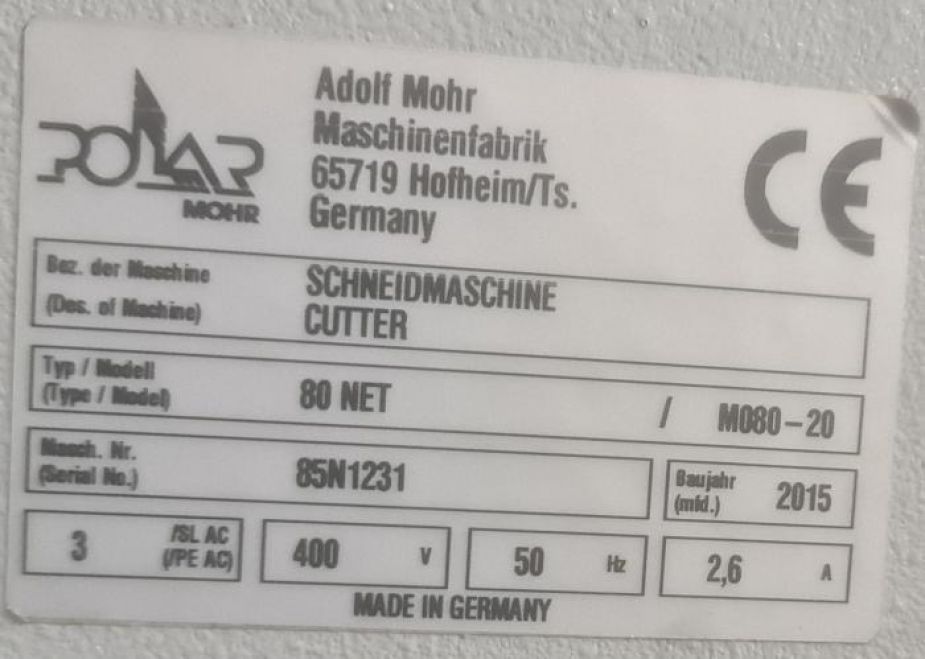 POLAR
MOHR
Adolf Mohr
Maschinenfabrik
65719 Hofheim/Ts.
Germany
CE
Bez. der Maschine
(Des. of Machine)
SCHNEIDMASCHINE
CUTTER
Typ / Modell
(Type / Model)
80 NET / M080-20
Masch. Nr.
(Serial No.)
85N1231
Baujahr
(mfd.)
2015
3 /SL AC
(/PE AC)
400 V
50 Hz
2,6 A
MADE IN GERMANY